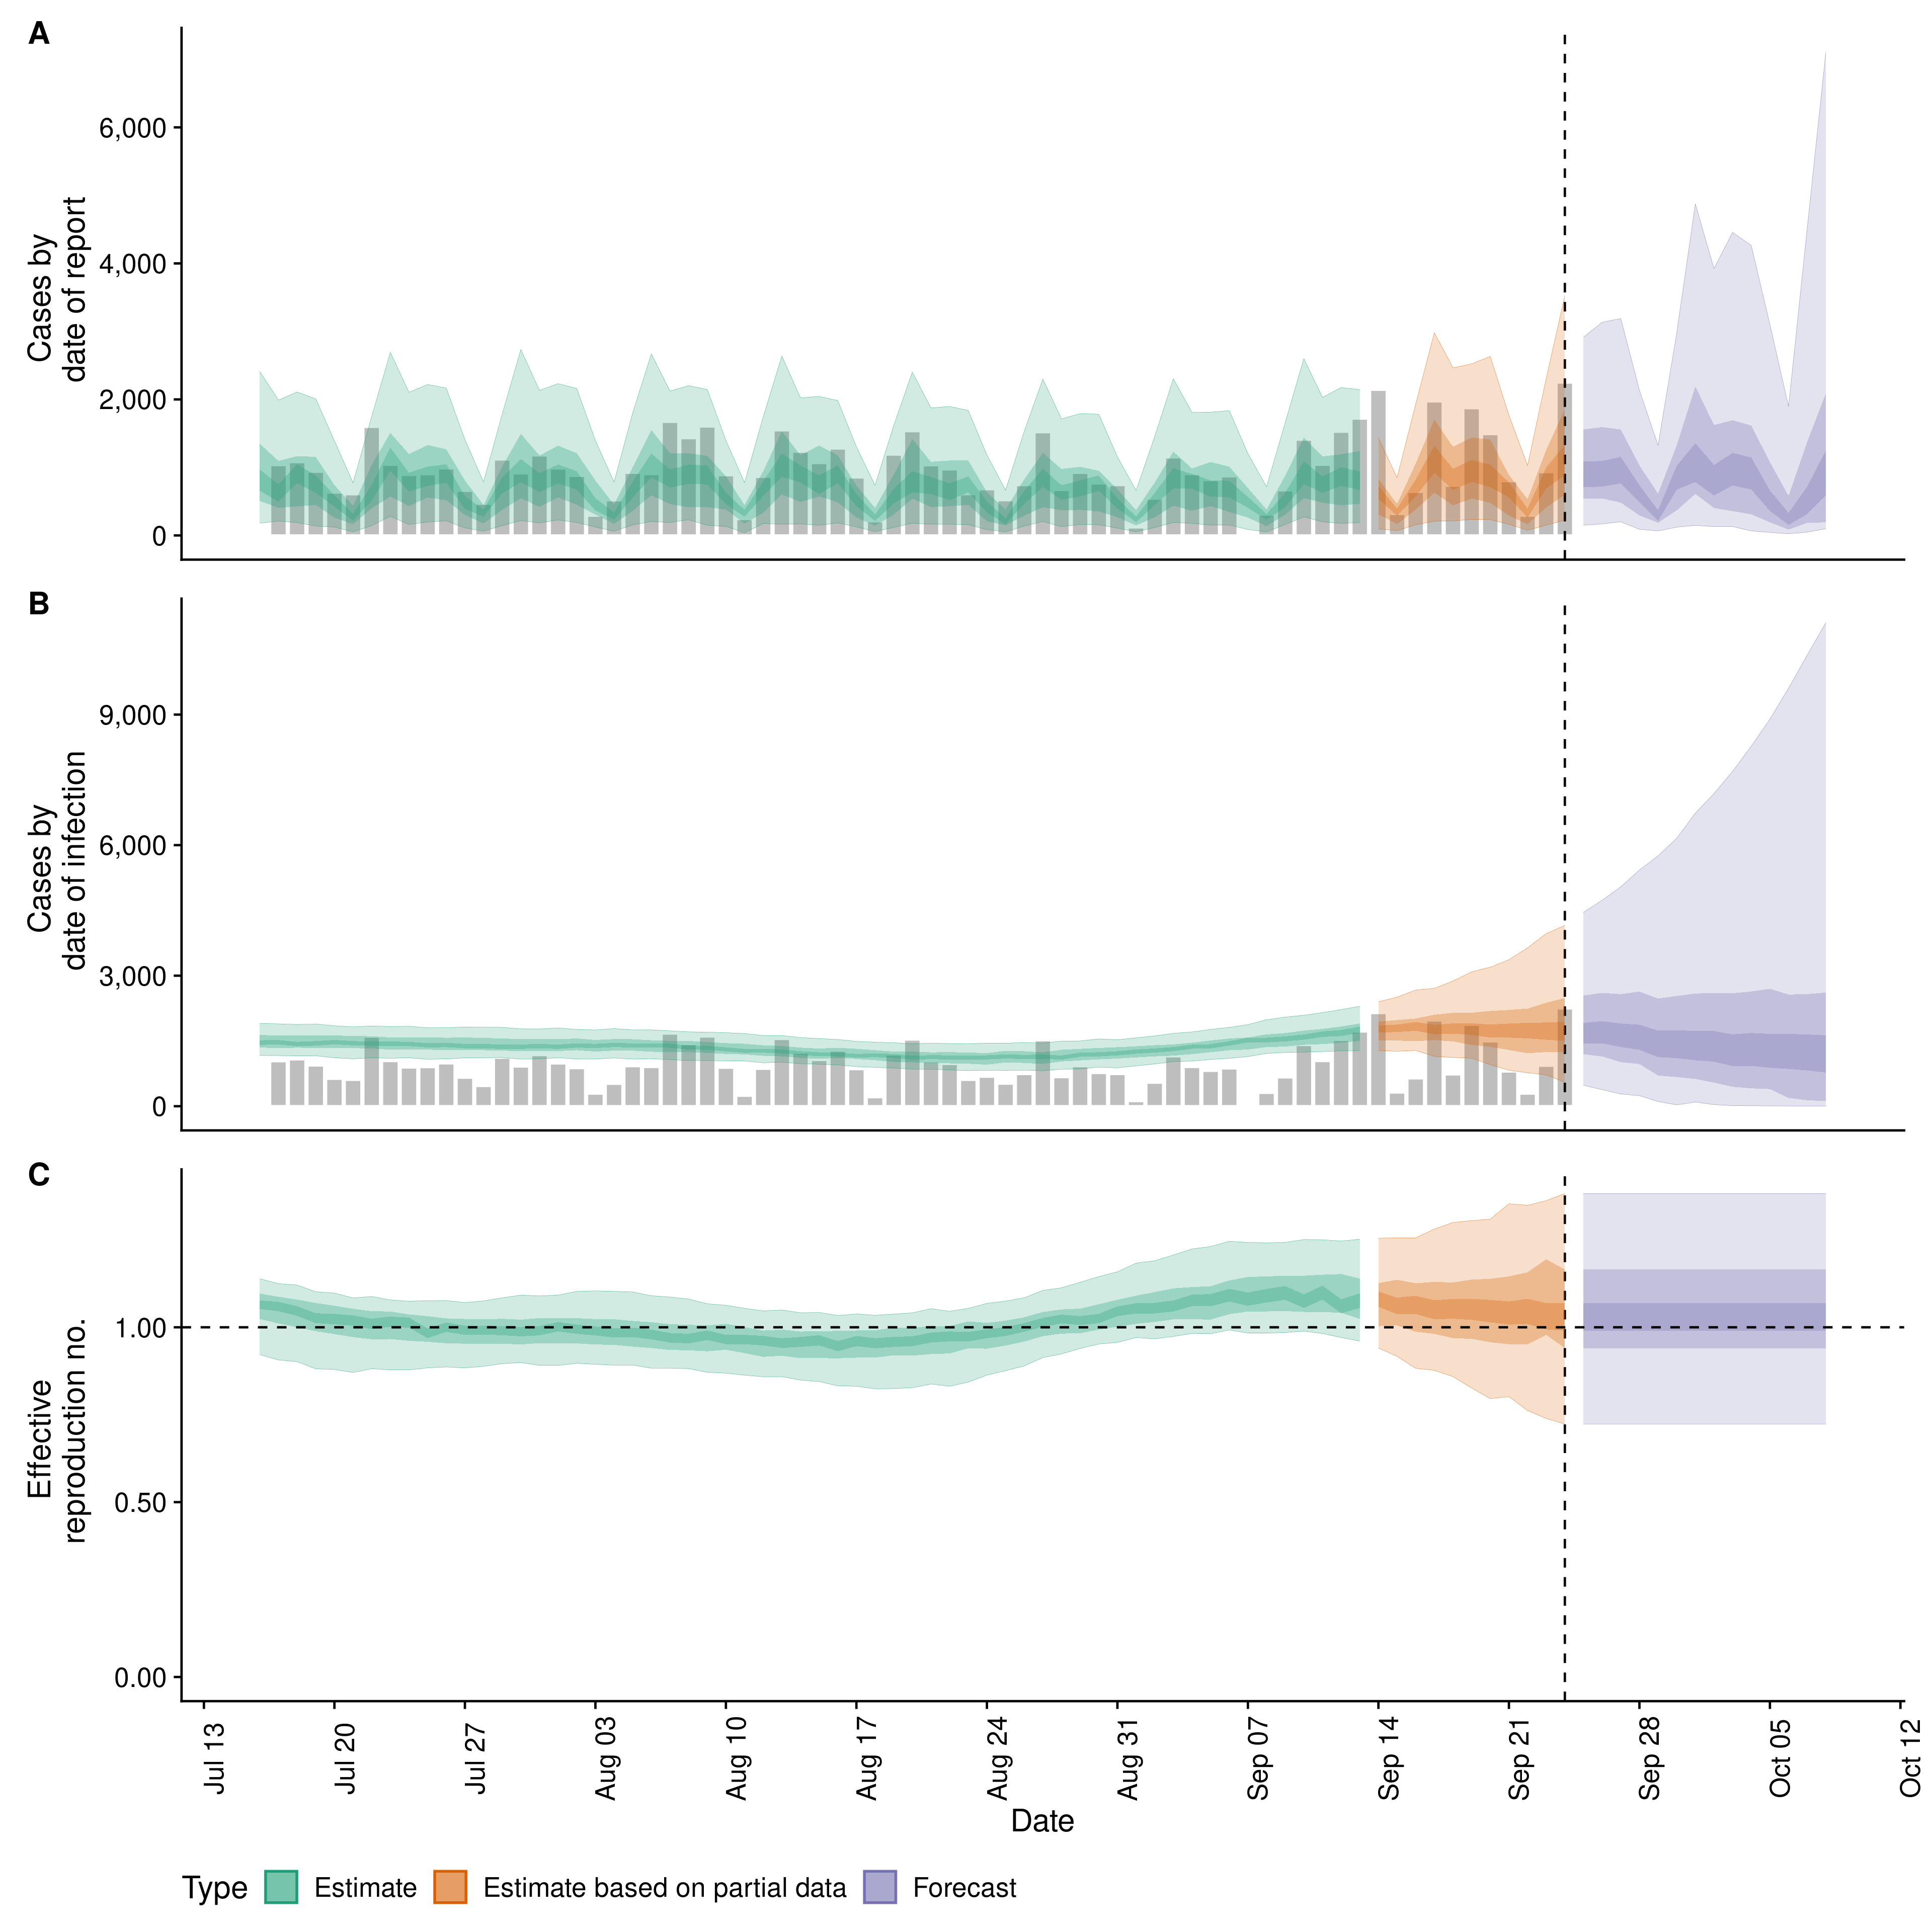 A
Cases by
date of report
6,000
4,000
2,000
0
B
Cases by
date of infection
9,000
6,000
3,000
0
C
Effective
reproduction no.
1.00
0.50
0.00
Jul 13
Jul 20
Jul 27
Aug 03
Aug 10
Aug 17
Aug 24
Aug 31
Sep 07
Sep 14
Sep 21
Sep 28
Oct 05
Oct 12
Date
Type Estimate Estimate based on partial data Forecast